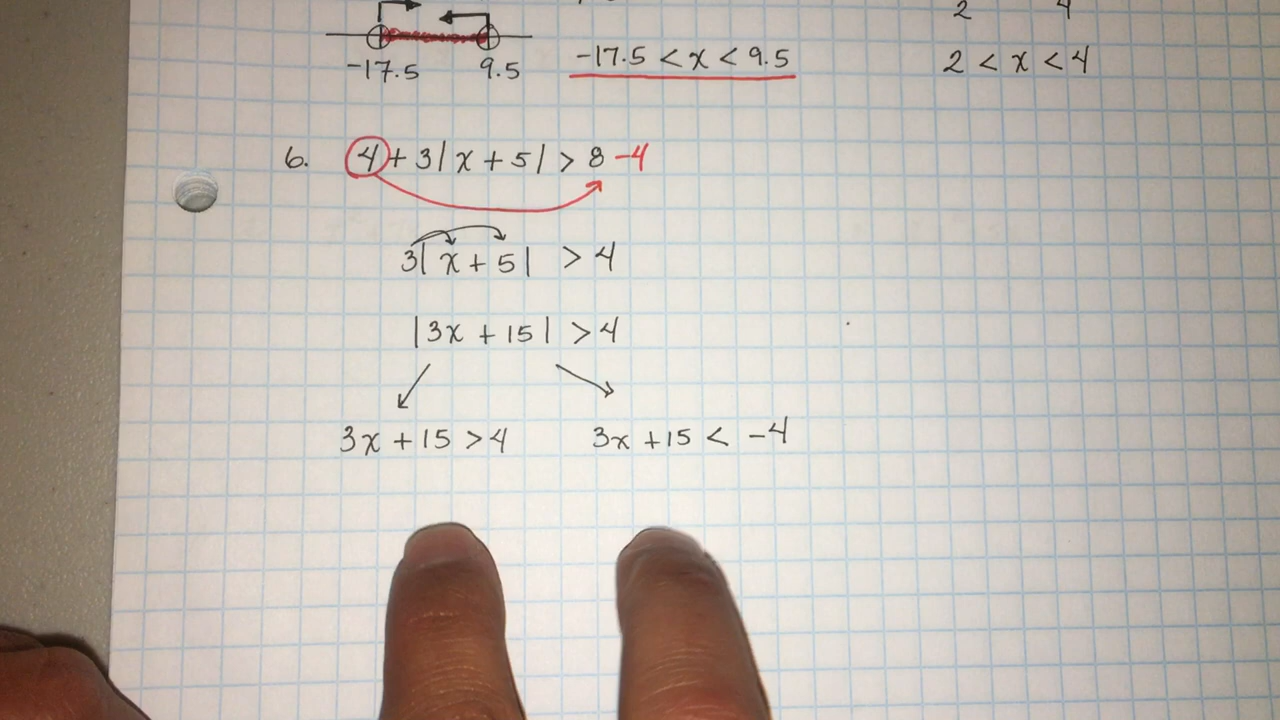 2 4
-17.5 9.5 -17.5 < x < 9.5 2 < x < 4
6. 4 + 3|x + 5| > 8 -4
3|x + 5| > 4
|3x + 15| > 4
3x + 15 > 4 3x + 15 < -4